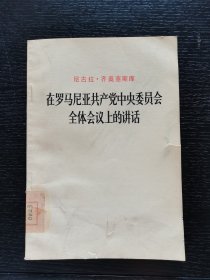 尼古拉·齐奥塞斯库
在罗马尼亚共产党中央委员会
全体会议上的讲话